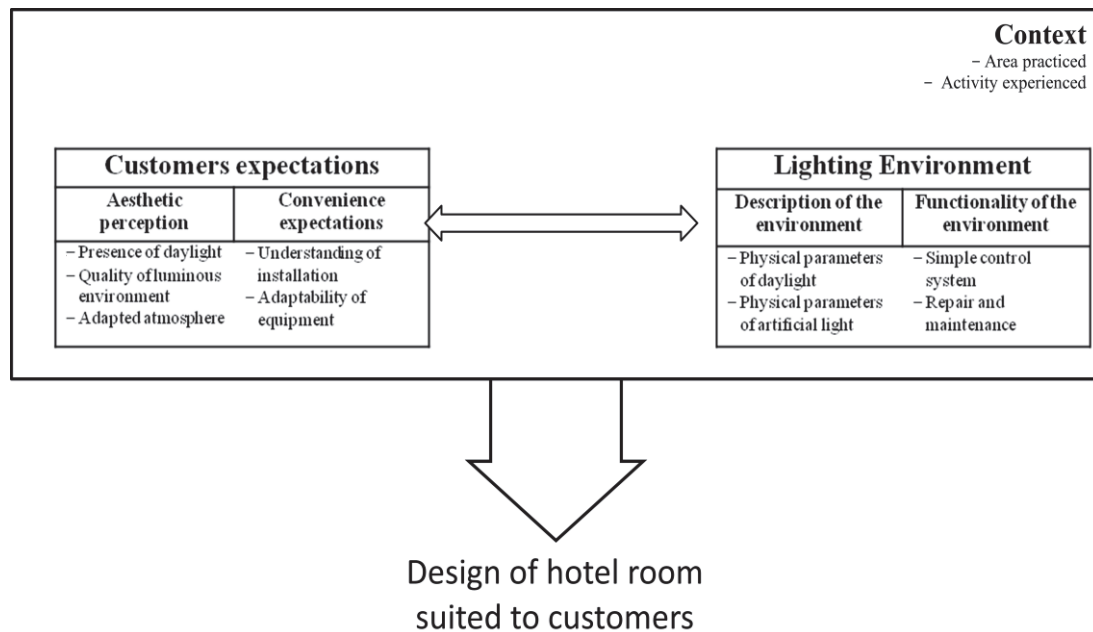 Context
– Area practiced
– Activity experienced
Customers expectations
Aesthetic
perception
Convenience
expectations
– Presence of daylight
– Quality of luminous
environment
– Adapted atmosphere
– Understanding of
installation
– Adaptability of
equipment
Lighting Environment
Description of the
environment
Functionality of the
environment
– Physical parameters
of daylight
– Physical parameters
of artificial light
– Simple control
system
– Repair and
maintenance
Design of hotel room
suited to customers